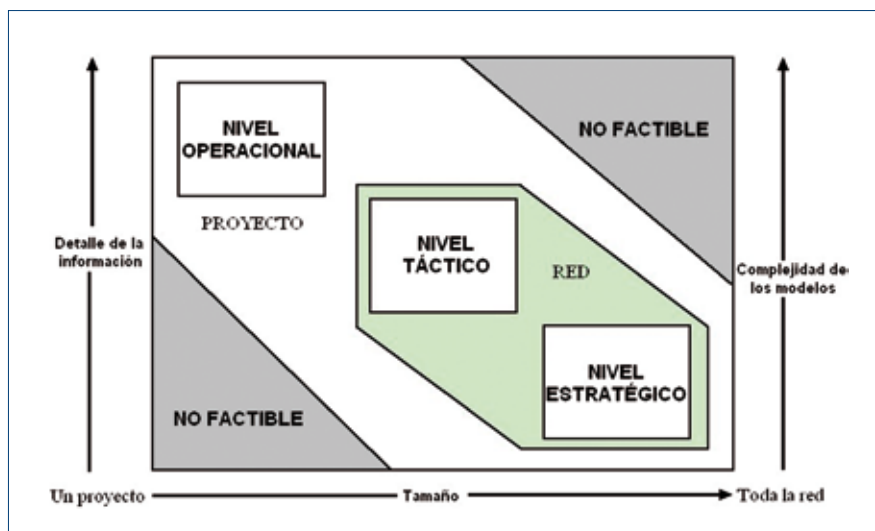 NIVEL
OPERACIONAL
NO FACTIBLE
PROYECTO
Detalle de la
información
NIVEL
TÁCTICO
RED
Complejidad de
los modelos
NIVEL
ESTRATÉGICO
NO FACTIBLE
Un proyecto
Tamaño
Toda la red